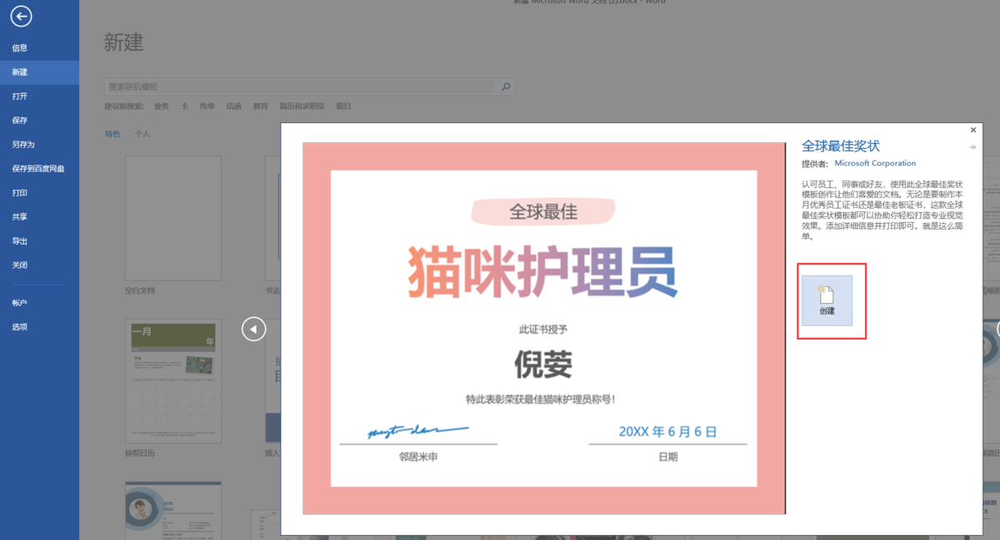 新建 Microsoft Word 文档 (2).docx - Word
信息
新建
打开
保存
另存为
保存到百度网盘
打印
共享
导出
关闭
帐户
选项
新建
搜索联机模板
建议的搜索: 业务 卡 传单 信函 教育 简历和求职信 假日
特色 个人
空白文档
书法
一月
年
快照日历
插入
全球最佳
猫咪护理员
此证书授予
倪荽
特此表彰荣获最佳猫咪护理员称号!
20XX 年 6 月 6 日
邻居米申
日期
全球最佳奖状
提供者: Microsoft Corporation
认可员工、同事或好友，使用此全球最佳奖状
模板创作让他们喜爱的文档。无论是要制作本
月优秀员工证书还是最佳老板证书，这款全球
最佳奖状模板都可以协助你轻松打造专业视觉
效果。添加详细信息并打印即可。就是这么简
单。
创建